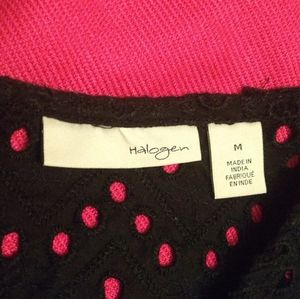 Halogen
M
MADE IN
INDIA
FABRIQUÉ
EN INDE